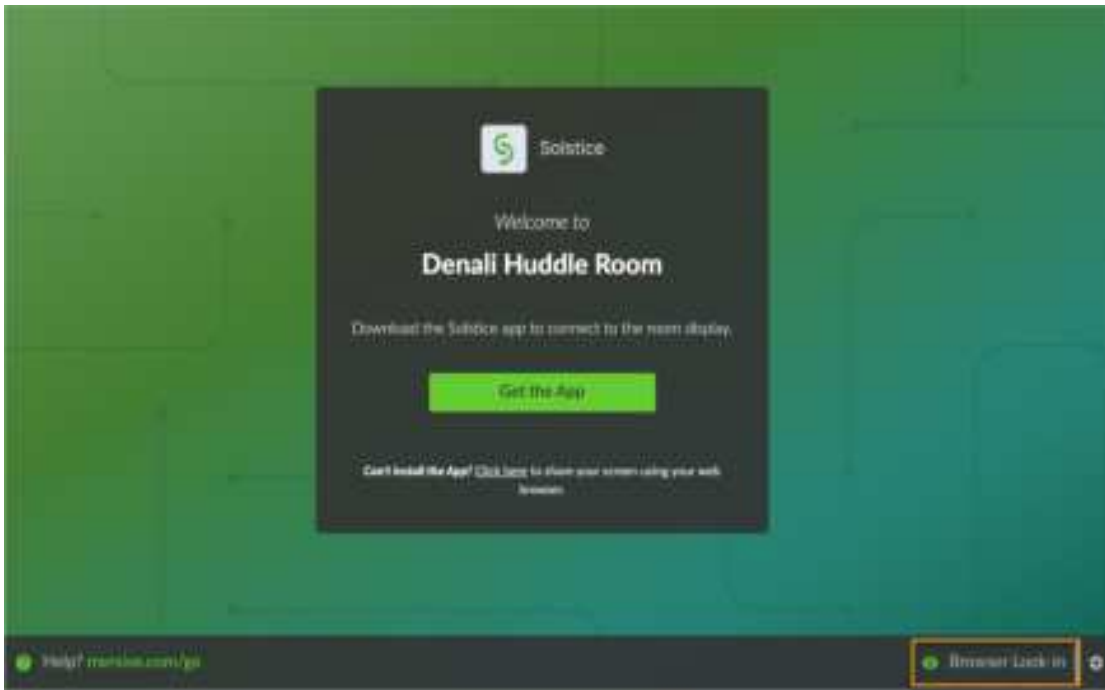 Solstice
Welcome to
Denali Huddle Room
Download the Solstice app to connect to the room display.
Get the App
Can't Install the App? Click here to share your screen using your web
browser.
Help? mersive.com/go
Browser Look in